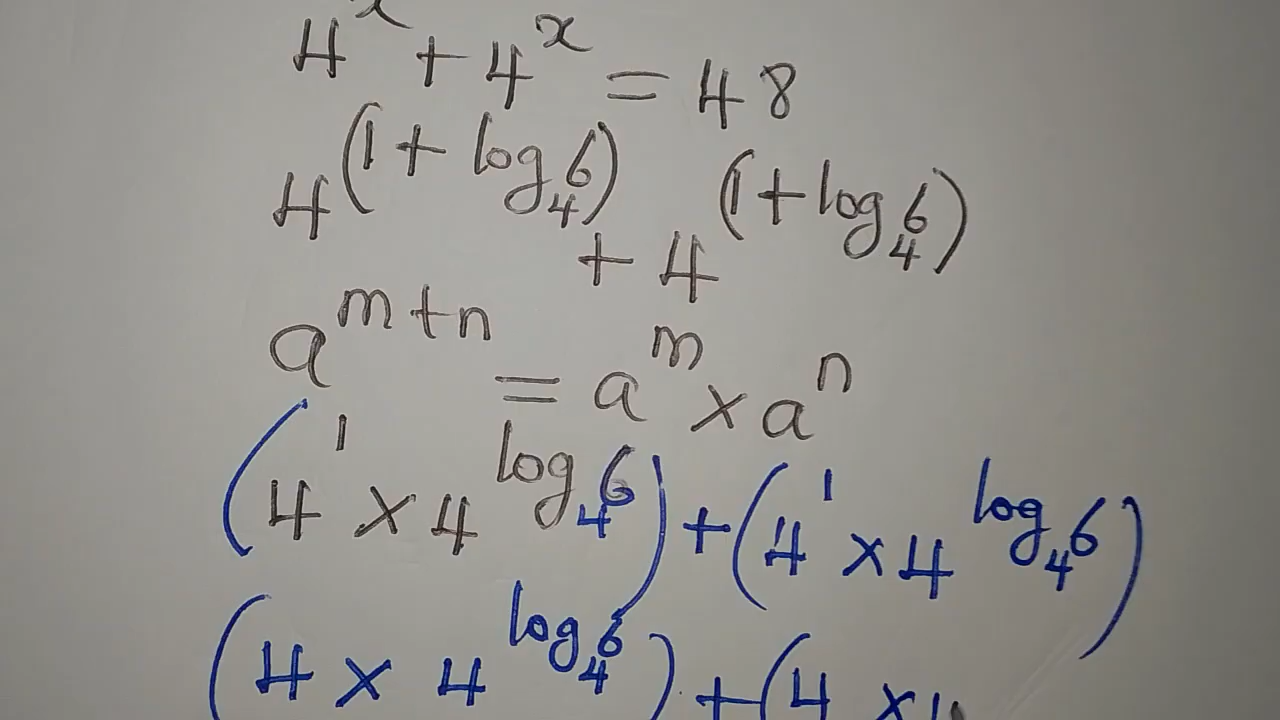 4^x + 4^x = 48
4^(1 + log_4 6) + 4^(1 + log_4 6)
a^m+n = a^m × a^n
(4^1 × 4^log_4 6) + (4^1 × 4^log_4 6)
(4 × 4^log_4 6) + (4 × 4